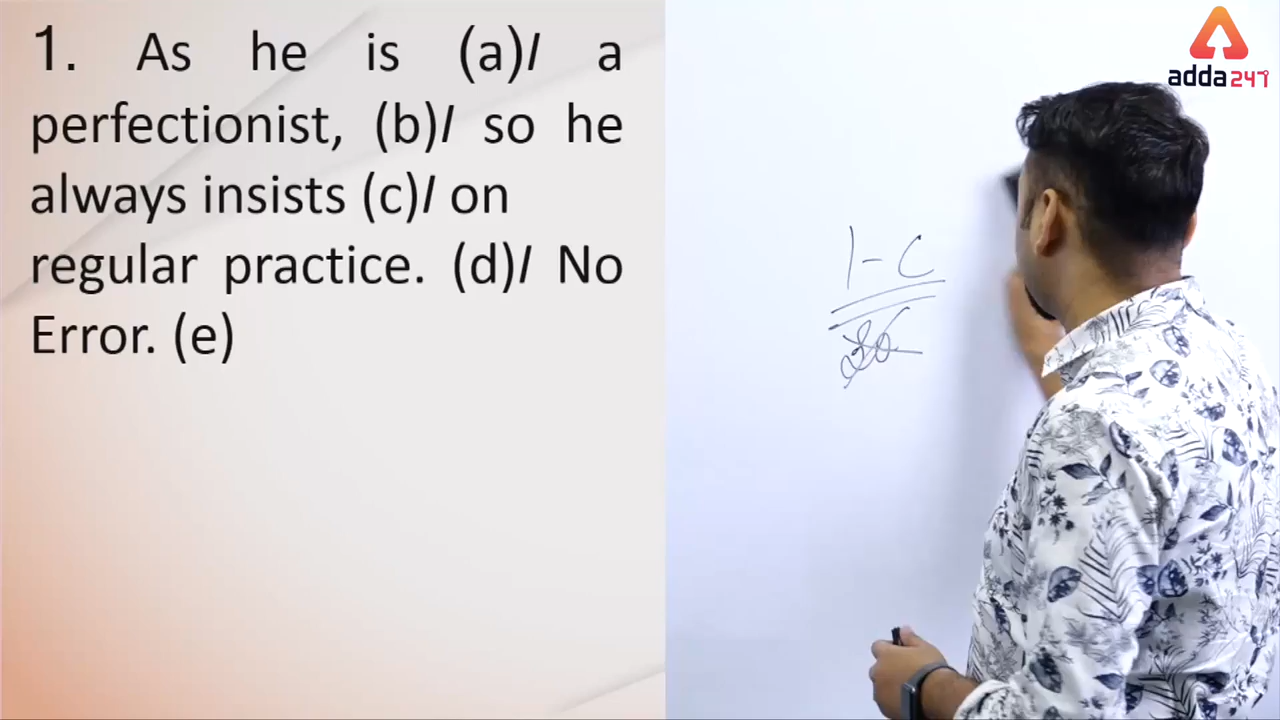 1. As he is (a)/ a
perfectionist, (b)/ so he
always insists (c)/ on
regular practice. (d)/ No
Error. (e)
adda247
1-C